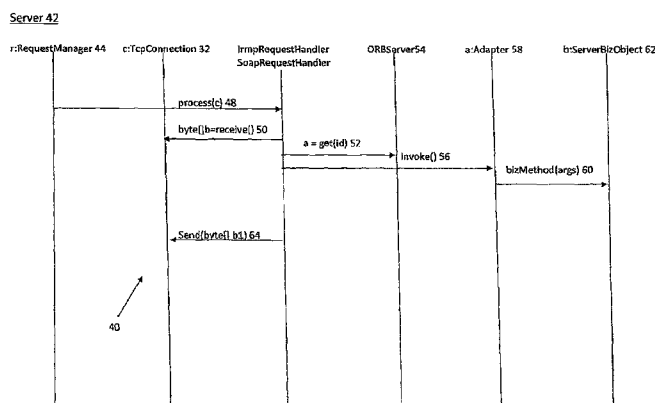 Server 42
r:RequestManager 44 c:TcpConnection 32 IrmpRequestHandler ORBServer54 a:Adapter 58 b:ServerBizObject 62
SoapRequestHandler
process(c) 48
byte[]b=receive() 50
a = get(id) 52
Invoke() 56
bizMethod(args) 60
Send(byte[] b1) 64
40